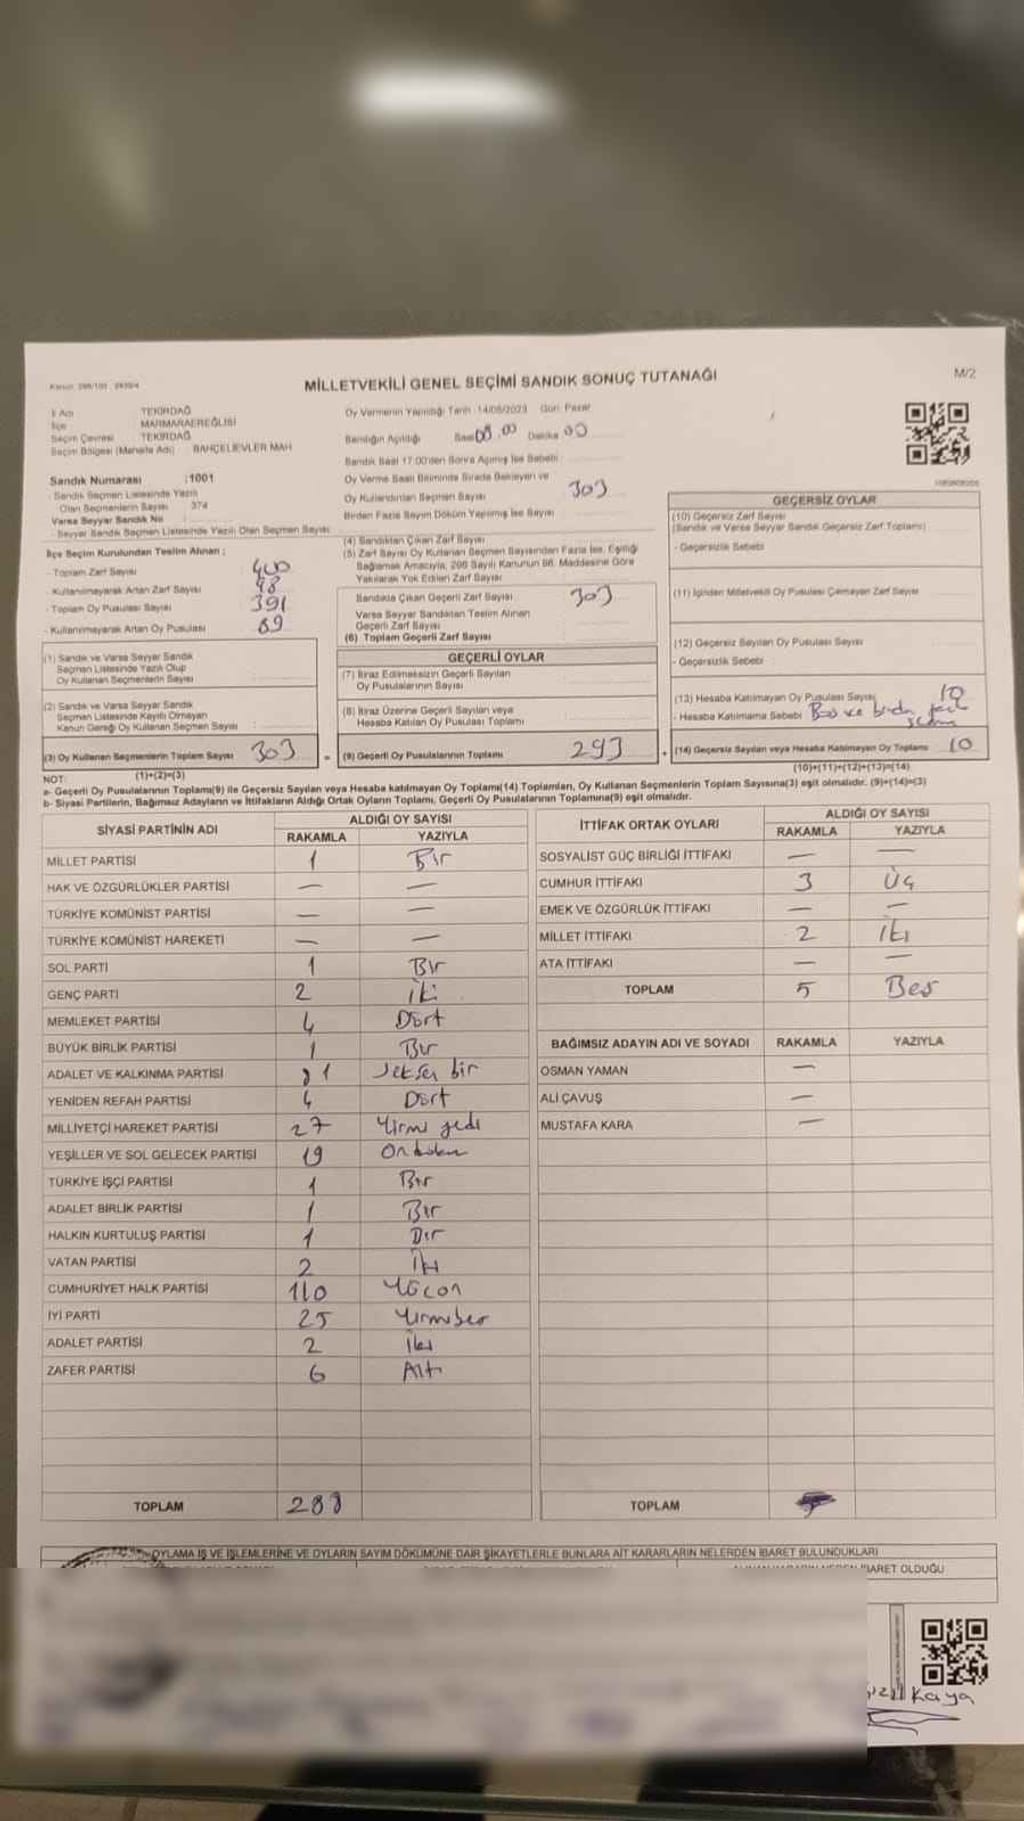 MİLLETVEKİLİ GENEL SEÇİMİ SANDIK SONUÇ TUTANAĞI
M/2
İl Adı TEKİRDAĞ
İlçe MARMARAEREĞLİSİ
Seçim Çevresi TEKİRDAĞ
Seçim Bölgesi (Mahalle Adı) : BAHÇELİEVLER MAH
Sandık Numarası :1001
- Sandık Seçmen Listesinde Yazılı
Olan Seçmenlerin Sayısı 374
Varsa Seyyar Sandık No
- Seyyar Sandık Seçmen Listesinde Yazılı Olan Seçmen Sayısı
Oy Vermenin Yapıldığı Tarih :14/05/2023 Gün: Pazar
Sandığın Açıldığı Saat 08.00 Dakika 00
Sandık Saat 17:00'den Sonra Açılmış İse Sebebi :
Oy Verme Saati Bitiminde Sırada Bekleyen ve
Oy Kullandırılan Seçmen Sayısı 303
Birden Fazla Sayım Döküm Yapılmış İse Sayısı
İlçe Seçim Kurulundan Teslim Alınan ;
- Toplam Zarf Sayısı 400
- Kullanılmayarak Artan Zarf Sayısı 98
- Toplam Oy Pusulası Sayısı 391
- Kullanılmayarak Artan Oy Pusulası 89
(1) Sandık ve Varsa Seyyar Sandık
Seçmen Listesinde Yazılı Olup
Oy Kullanan Seçmenlerin Sayısı
(2) Sandık ve Varsa Seyyar Sandık
Seçmen Listesinde Kayıtlı Olmayan
Kanun Gereği Oy Kullanan Seçmen Sayısı
(3) Oy Kullanan Seçmenlerin Toplam Sayısı 303
(1)+(2)=(3)
(4) Sandıktan Çıkan Zarf Sayısı
(5) Zarf Sayısı Oy Kullanan Seçmen Sayısından Fazla İse, Eşitliği
Sağlamak Amacıyla, 298 Sayılı Kanunun 98. Maddesine Göre
Yakılarak Yok Edilen Zarf Sayısı
Sandıkta Çıkan Geçerli Zarf Sayısı 303
Varsa Seyyar Sandıktan Teslim Alınan
Geçerli Zarf Sayısı
(6) Toplam Geçerli Zarf Sayısı
GEÇERLİ OYLAR
(7) İtiraz Edilmeksizin Geçerli Sayılan
Oy Pusulalarının Sayısı
(8) İtiraz Üzerine Geçerli Sayılan veya
Hesaba Katılan Oy Pusulası Toplamı
= (9) Geçerli Oy Pusulalarının Toplamı 293
GEÇERSİZ OYLAR
(10) Geçersiz Zarf Sayısı
(Sandık ve Varsa Seyyar Sandık Geçersiz Zarf Toplamı)
- Geçersizlik Sebebi
(11) İçinden Milletvekili Oy Pusulası Çıkmayan Zarf Sayısı
(12) Geçersiz Sayılan Oy Pusulası Sayısı
- Geçersizlik Sebebi
(13) Hesaba Katılmayan Oy Pusulası Sayısı 10
- Hesaba Katılmama Sebebi Boş ve birden fazla
+ (14) Geçersiz Sayılan veya Hesaba Katılmayan Oy Toplamı 10
(10)+(11)+(12)+(13)=(14)
NOT:
a- Geçerli Oy Pusulalarının Toplamı(9) ile Geçersiz Sayılan veya Hesaba katılmayan Oy Toplamı(14) Toplamları, Oy Kullanan Seçmenlerin Toplam Sayısına(3) eşit olmalıdır. (9)+(14)=(3)
b- Siyasi Partilerin, Bağımsız Adayların ve İttifakların Aldığı Ortak Oyların Toplamı, Geçerli Oy Pusulalarının Toplamına(9) eşit olmalıdır.
SİYASİ PARTİNİN ADI ALDIĞI OY SAYISI
RAKAMLA YAZIYLA
MİLLET PARTİSİ 1 Bir
HAK VE ÖZGÜRLÜKLER PARTİSİ — —
TÜRKİYE KOMÜNİST PARTİSİ — —
TÜRKİYE KOMÜNİST HAREKETİ — —
SOL PARTİ 1 Bir
GENÇ PARTİ 2 İki
MEMLEKET PARTİSİ 4 Dört
BÜYÜK BİRLİK PARTİSİ 1 Bir
ADALET VE KALKINMA PARTİSİ 81 Seksen bir
YENİDEN REFAH PARTİSİ 4 Dört
MİLLİYETÇİ HAREKET PARTİSİ 27 Yirmi yedi
YEŞİLLER VE SOL GELECEK PARTİSİ 19 On dokuz
TÜRKİYE İŞÇİ PARTİSİ 1 Bir
ADALET BİRLİK PARTİSİ 1 Bir
HALKIN KURTULUŞ PARTİSİ 1 Bir
VATAN PARTİSİ 2 İki
CUMHURİYET HALK PARTİSİ 110 Yüzon
İYİ PARTİ 25 Yirmibeş
ADALET PARTİSİ 2 İki
ZAFER PARTİSİ 6 Altı
TOPLAM 288
İTTİFAK ORTAK OYLARI ALDIĞI OY SAYISI
RAKAMLA YAZIYLA
SOSYALİST GÜÇ BİRLİĞİ İTTİFAKI — —
CUMHUR İTTİFAKI 3 Üç
EMEK VE ÖZGÜRLÜK İTTİFAKI — —
MİLLET İTTİFAKI 2 İki
ATA İTTİFAKI — —
TOPLAM 5 Beş
BAĞIMSIZ ADAYIN ADI VE SOYADI RAKAMLA YAZIYLA
OSMAN YAMAN —
ALİ ÇAVUŞ —
MUSTAFA KARA —
TOPLAM
OYLAMA İŞ VE İŞLEMLERİNE VE OYLARIN SAYIM DÖKÜMÜNE DAİR ŞİKAYETLERLE BUNLARA AİT KARARLARIN NELERDEN İBARET BULUNDUKLARI
İBARET OLDUĞU
Kaya